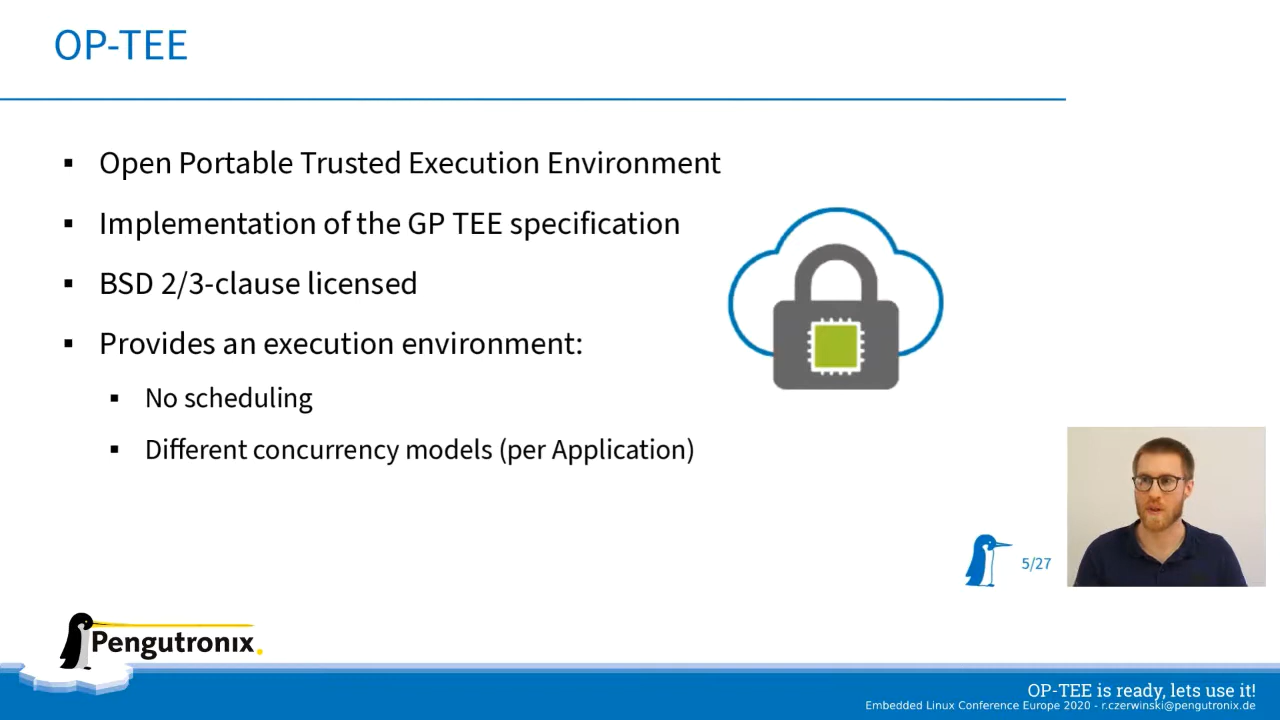 OP-TEE
▪ Open Portable Trusted Execution Environment
▪ Implementation of the GP TEE specification
▪ BSD 2/3-clause licensed
▪ Provides an execution environment:
▪ No scheduling
▪ Different concurrency models (per Application)
5/27
Pengutronix
OP-TEE is ready, lets use it!
Embedded Linux Conference Europe 2020 - r.czerwinski@pengutronix.de